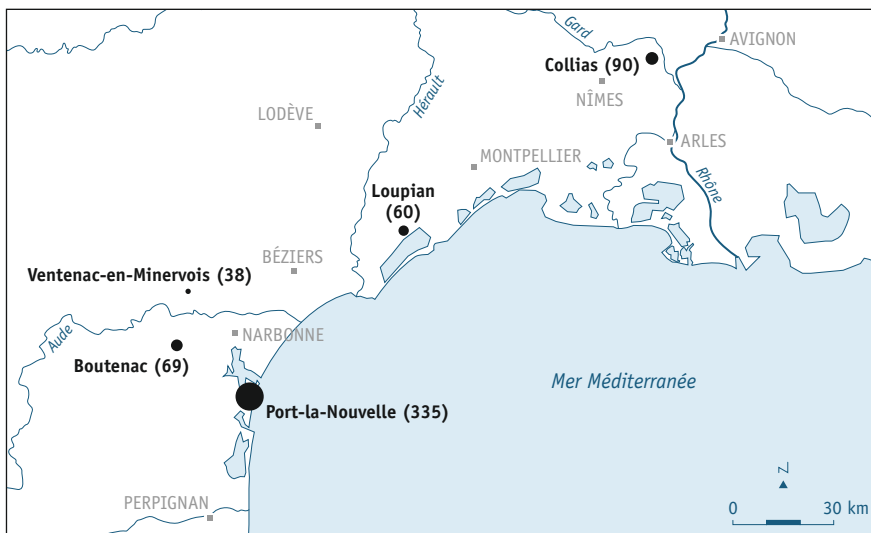 Gard
AVIGNON
Collias (90)
NÎMES
LODÈVE
Hérault
ARLES
MONTPELLIER
Rhône
Loupian
(60)
BÉZIERS
Ventenac-en-Minervois (38)
Aude
NARBONNE
Boutenac (69)
Mer Méditerranée
Port-la-Nouvelle (335)
N
PERPIGNAN
0 30 km